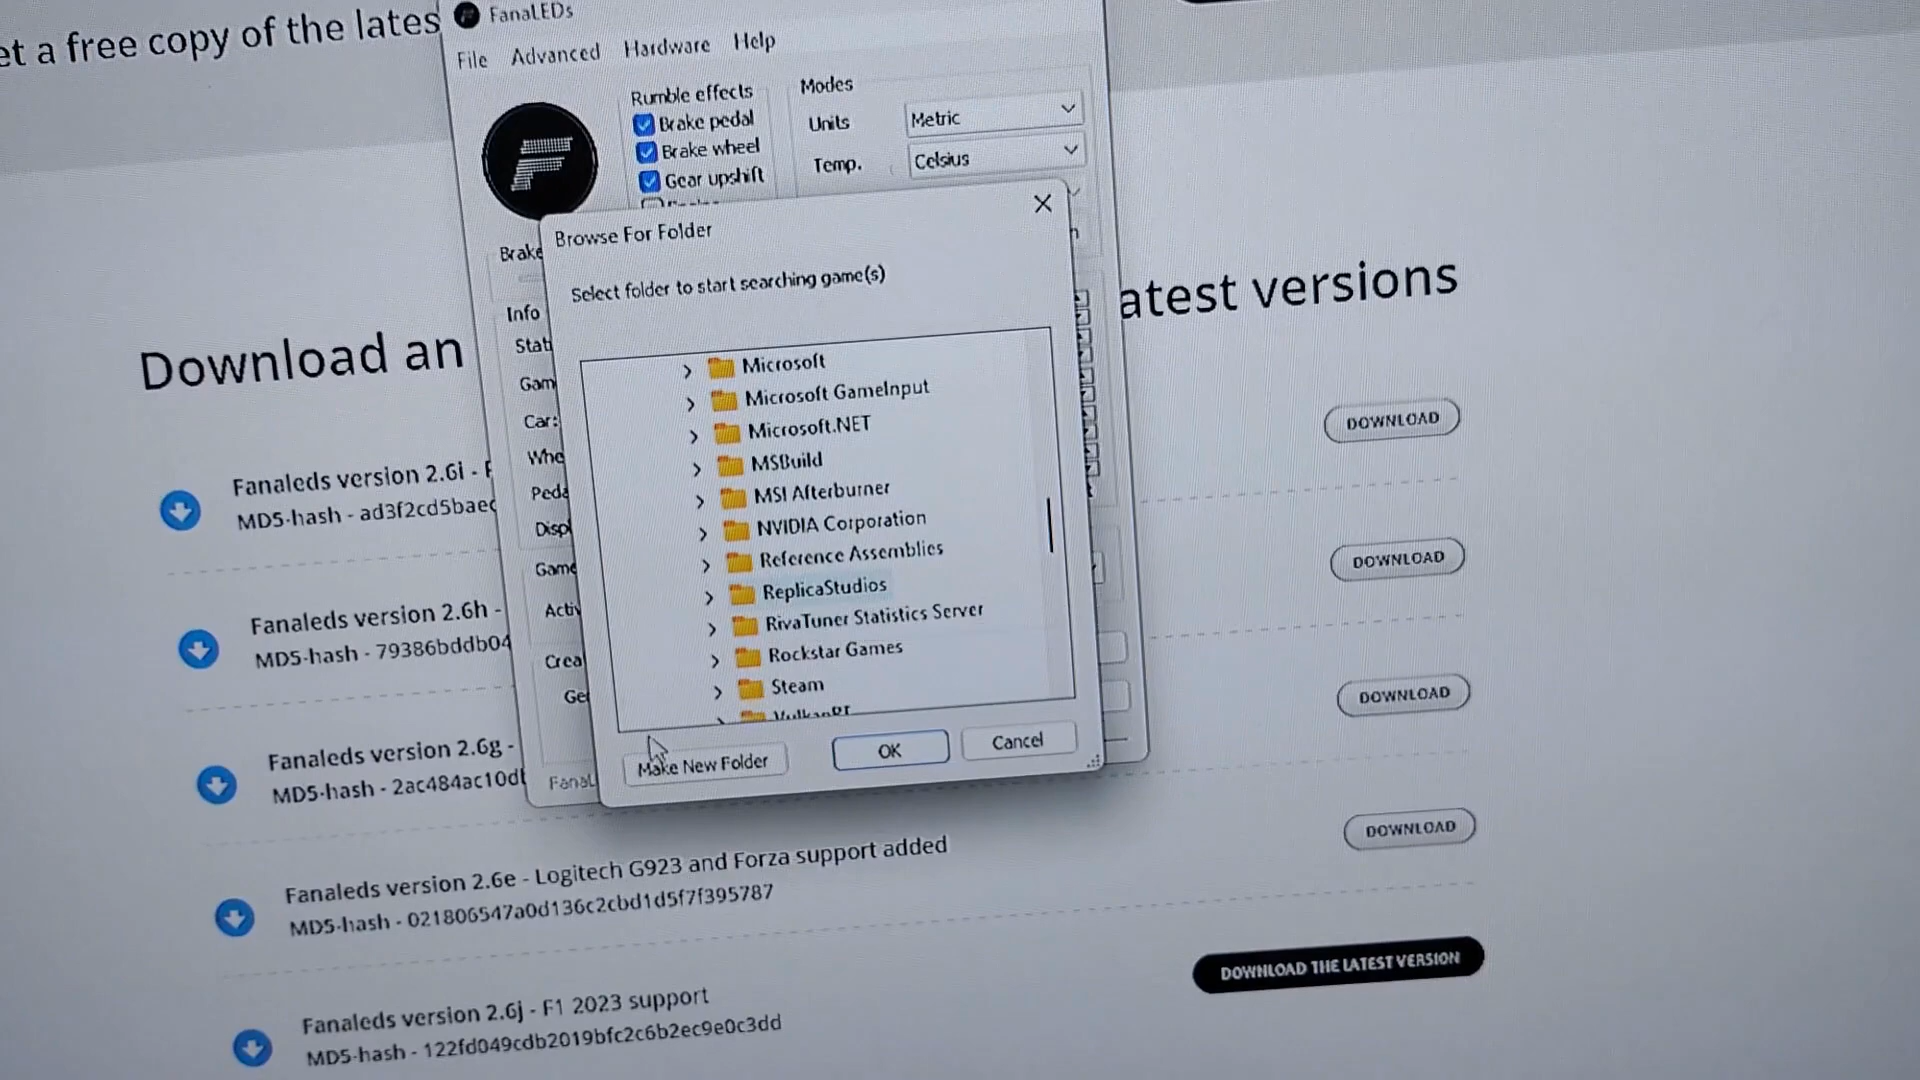 et a free copy of the lates
FanaLEDs
File Advanced Hardware Help
Rumble effects
Brake pedal
Brake wheel
Gear upshift
Modes
Units Metric
Temp. Celsius
Brake
Info
Game
Car:
Activ
Browse For Folder
Select folder to start searching game(s)
Microsoft
Microsoft GameInput
Microsoft.NET
MSBuild
MSI Afterburner
NVIDIA Corporation
Reference Assemblies
ReplicaStudios
RivaTuner Statistics Server
Rockstar Games
Steam
VulkanRT
Make New Folder OK Cancel
Download an
atest versions
Fanaleds version 2.6i - F
MD5-hash - ad3f2cd5baec
DOWNLOAD
Fanaleds version 2.6h -
MD5-hash - 79386bddb04
DOWNLOAD
Fanaleds version 2.6g -
MD5-hash - 2ac484ac10d
DOWNLOAD
Fanaleds version 2.6e - Logitech G923 and Forza support added
MD5-hash - 021806547a0d136c2cbd1d5f7f395787
DOWNLOAD
Fanaleds version 2.6j - F1 2023 support
MD5-hash - 122fd049cdb2019bfc2c6b2ec9e0c3dd
DOWNLOAD THE LATEST VERSION